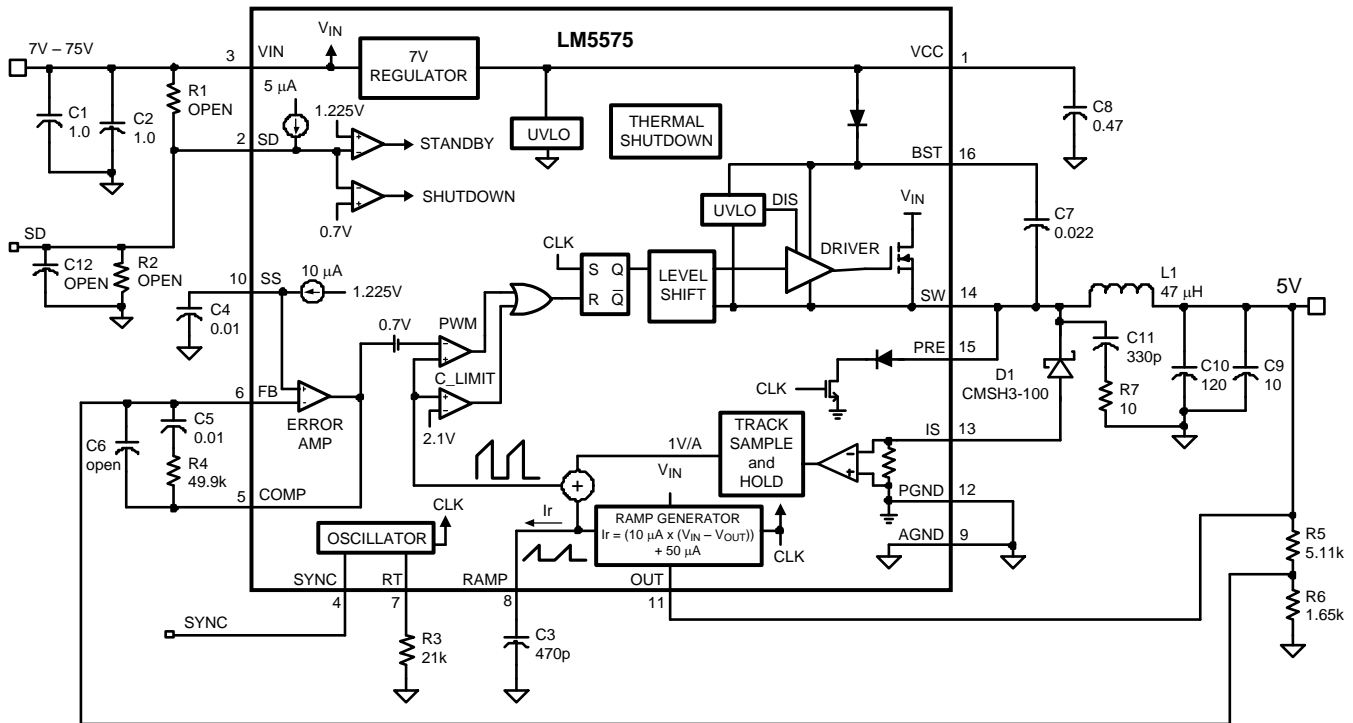 LM5575
7V – 75V
3
VIN
VIN
7V
REGULATOR
VCC
1
R1
OPEN
C1
1.0
C2
1.0
5 µA
1.225V
UVLO
THERMAL
SHUTDOWN
C8
0.47
2
SD
STANDBY
SHUTDOWN
0.7V
BST
16
UVLO
DIS
VIN
C7
0.022
SD
C12
OPEN
R2
OPEN
CLK
S
Q
R
Q
LEVEL
SHIFT
DRIVER
10
SS
10 µA
1.225V
SW
14
L1
47 µH
5V
C4
0.01
0.7V
PWM
PRE
15
C11
330p
C10
120
C9
10
6
FB
C_LIMIT
CLK
D1
CMSH3-100
R7
10
C5
0.01
C6
open
ERROR
AMP
2.1V
TRACK
SAMPLE
and
HOLD
IS
13
R4
49.9k
1V/A
VIN
5
COMP
PGND
12
CLK
Ir
RAMP GENERATOR
Ir = (10 µA x (VIN – VOUT))
+ 50 µA
CLK
AGND
9
OSCILLATOR
R5
5.11k
SYNC
RT
RAMP
OUT
4
7
8
11
R6
1.65k
SYNC
R3
21k
C3
470p